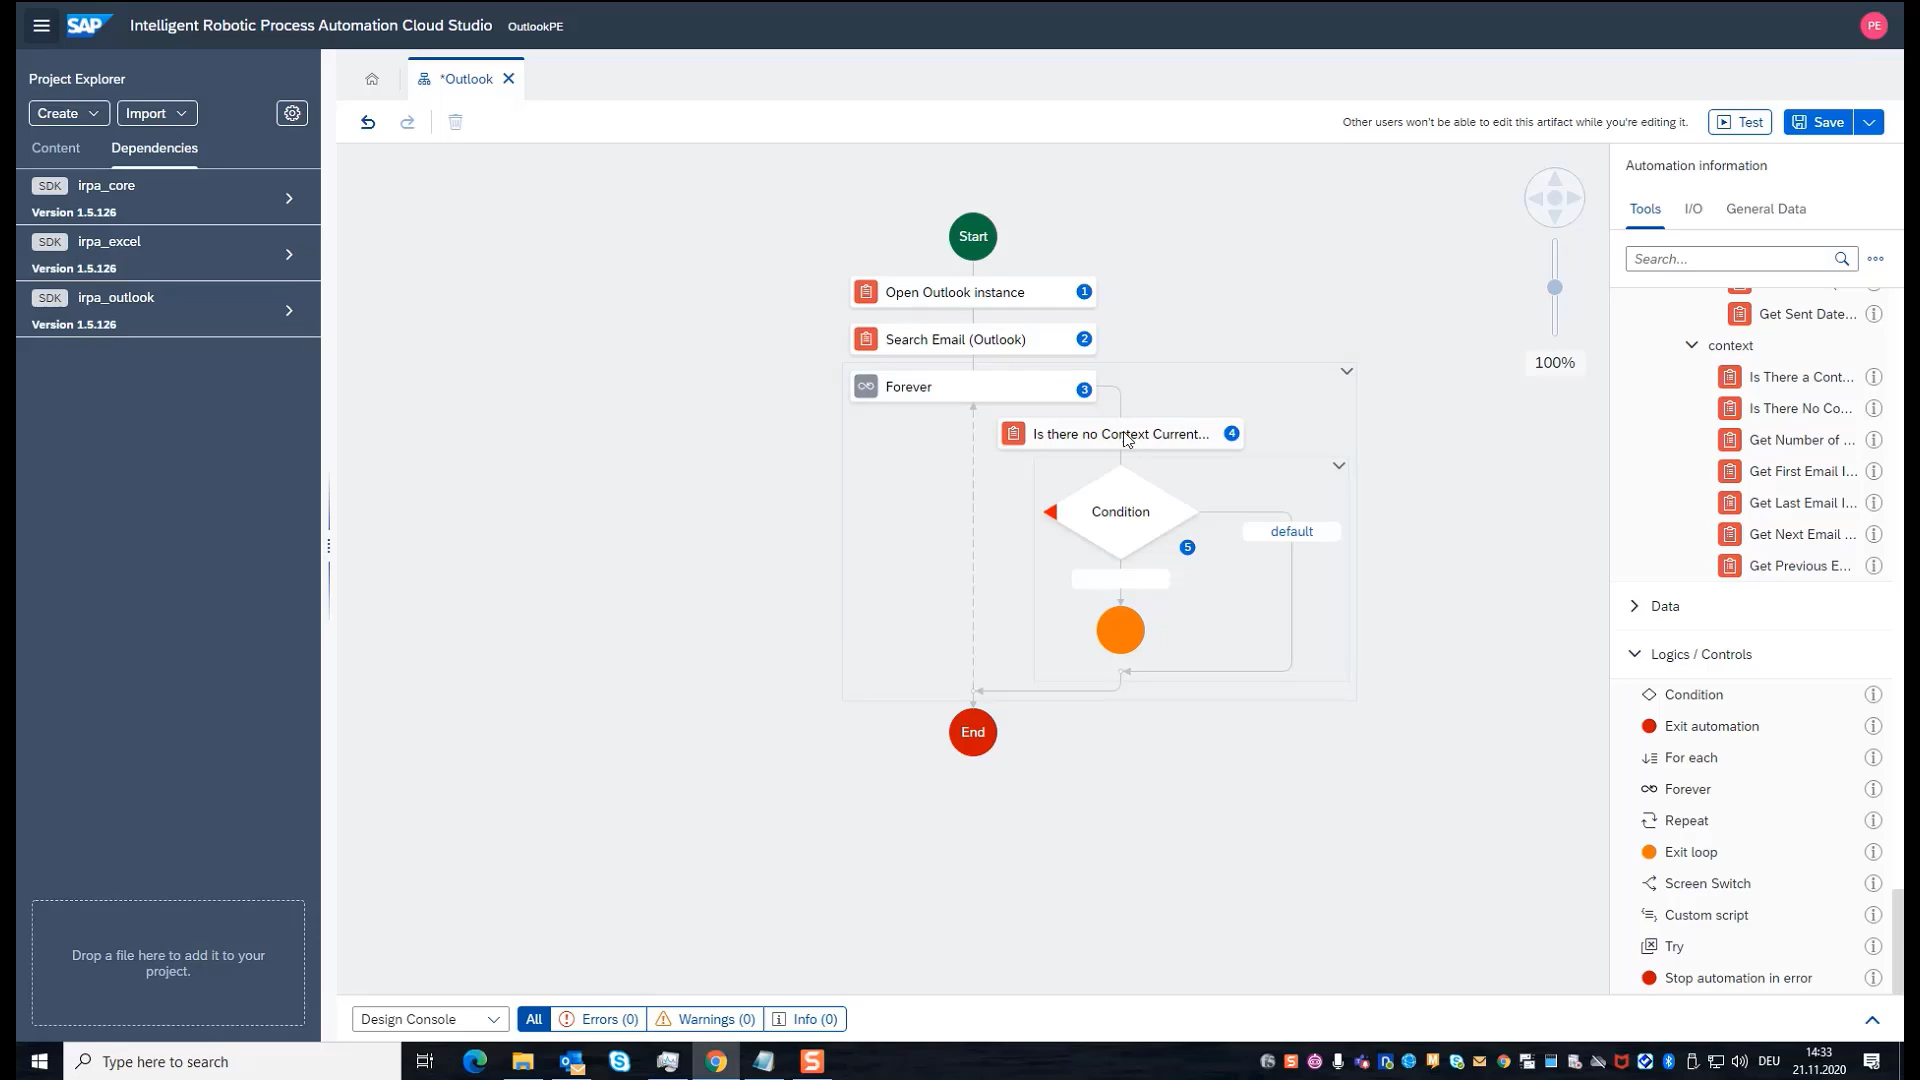 SAP Intelligent Robotic Process Automation Cloud Studio OutlookPE PE
Project Explorer
Create Import
Content Dependencies
SDK irpa_core
Version 1.5.126
SDK irpa_excel
Version 1.5.126
SDK irpa_outlook
Version 1.5.126
Drop a file here to add it to your
project.
*Outlook
Other users won't be able to edit this artifact while you're editing it. Test Save
Start
Open Outlook instance 1
Search Email (Outlook) 2
Forever 3
Is there no Context Current... 4
Condition
default
5
End
100%
Automation information
Tools I/O General Data
Search...
Get Sent Date...
context
Is There a Cont...
Is There No Co...
Get Number of ...
Get First Email I...
Get Last Email I...
Get Next Email ...
Get Previous E...
Data
Logics / Controls
Condition
Exit automation
For each
Forever
Repeat
Exit loop
Screen Switch
Custom script
Try
Stop automation in error
Design Console All Errors (0) Warnings (0) Info (0)
Type here to search
DEU
14:33
21.11.2020